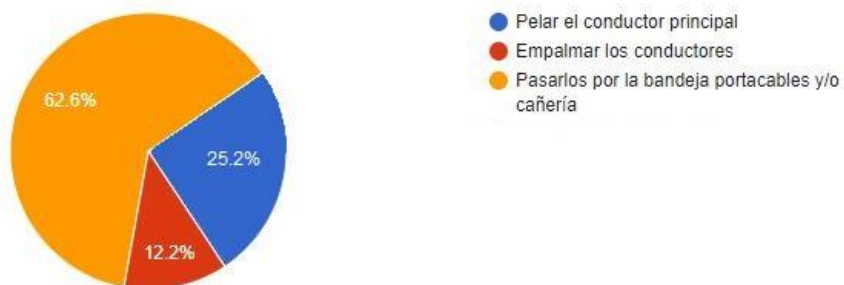 62.6%
25.2%
12.2%
Pelar el conductor principal
Empalmar los conductores
Pasarlos por la bandeja portacables y/o
cañería